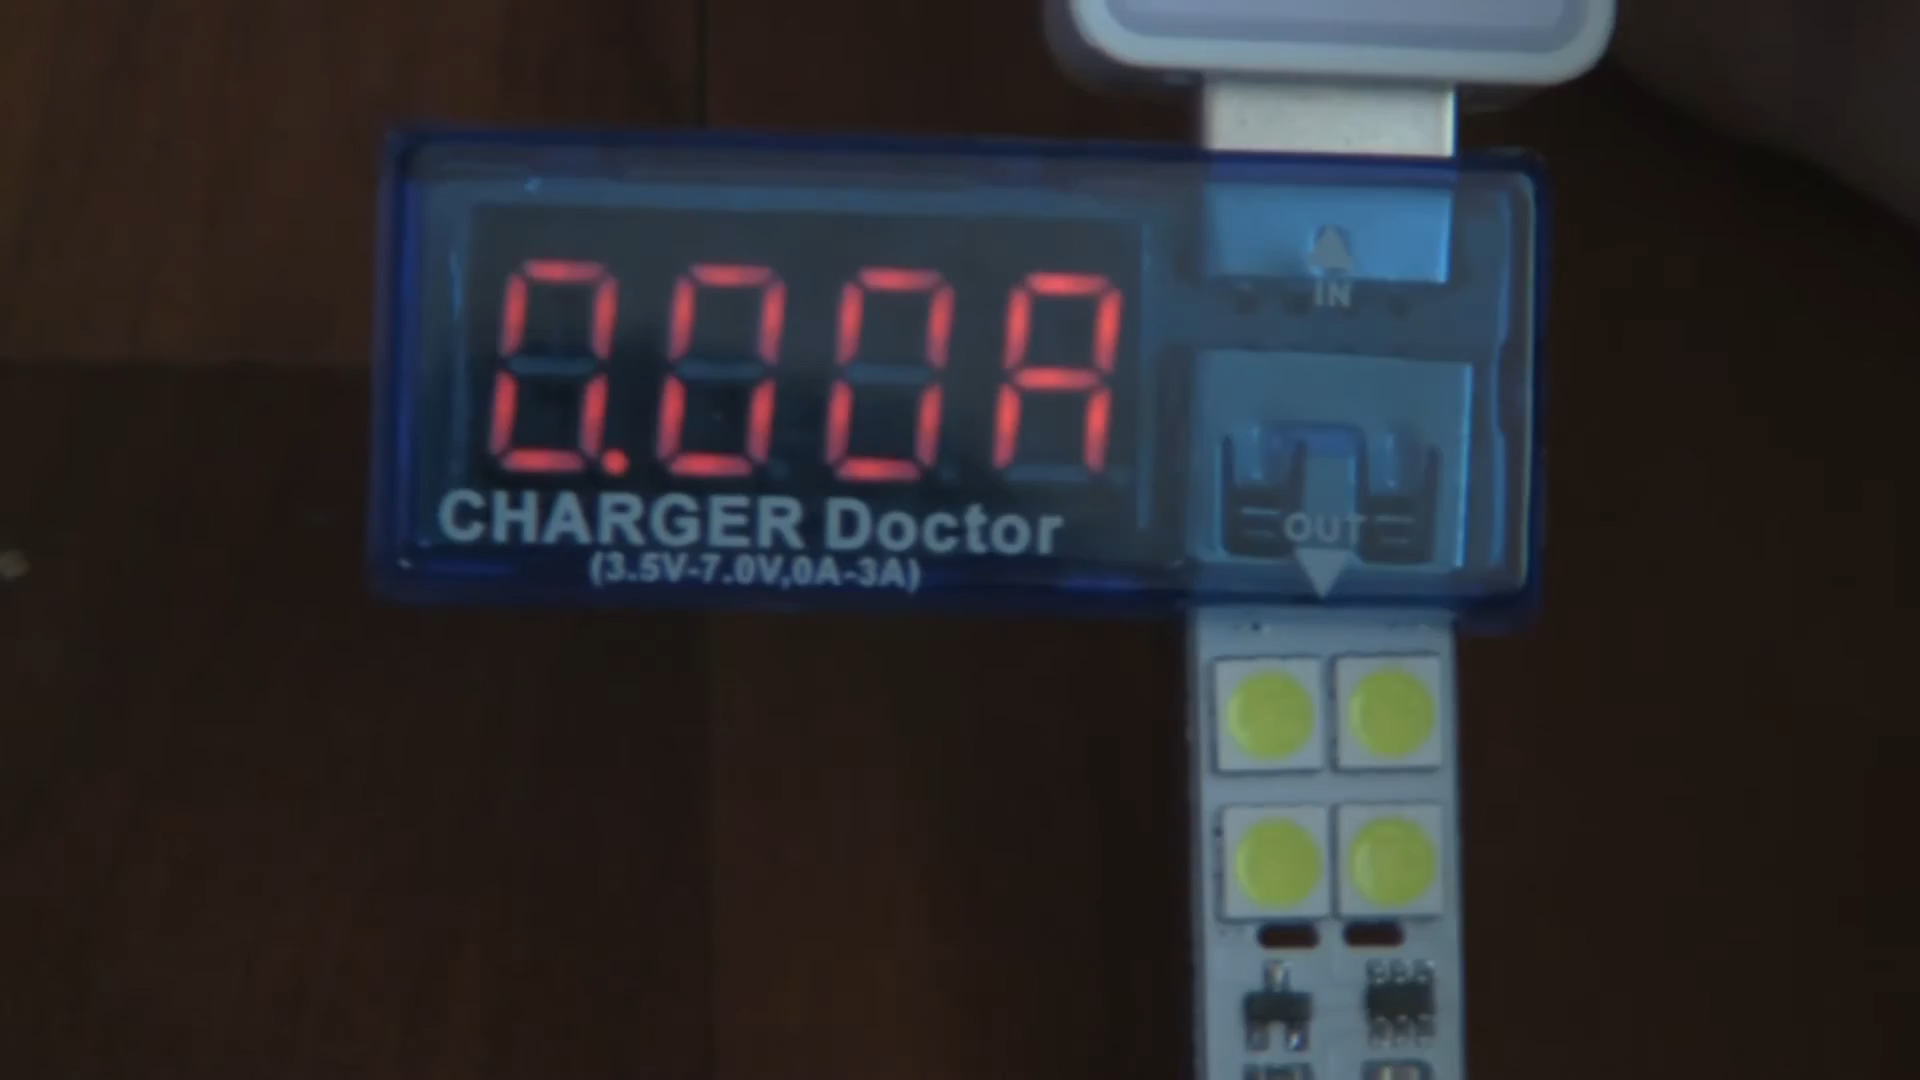 0.00A
IN
CHARGER Doctor
(3.5V-7.0V,0A-3A)
OUT